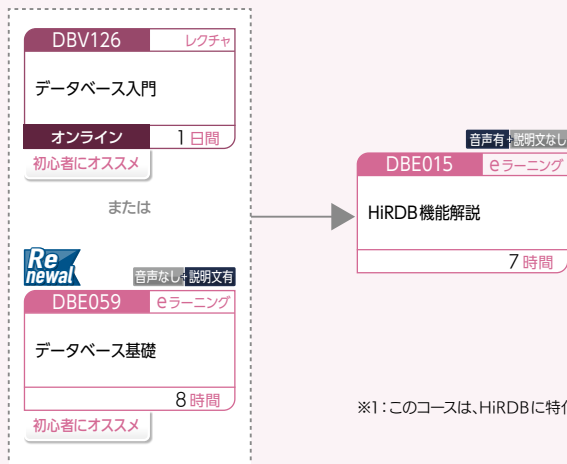 DBV126 レクチャ
データベース入門
オンライン 1日間
初心者にオススメ
または
Re
newal
音声なし+説明文有
DBE059 eラーニング
データベース基礎
8時間
初心者にオススメ
音声有+説明文なし
DBE015 eラーニング
HiRDB機能解説
7時間
※1：このコースは、HiRDBに特